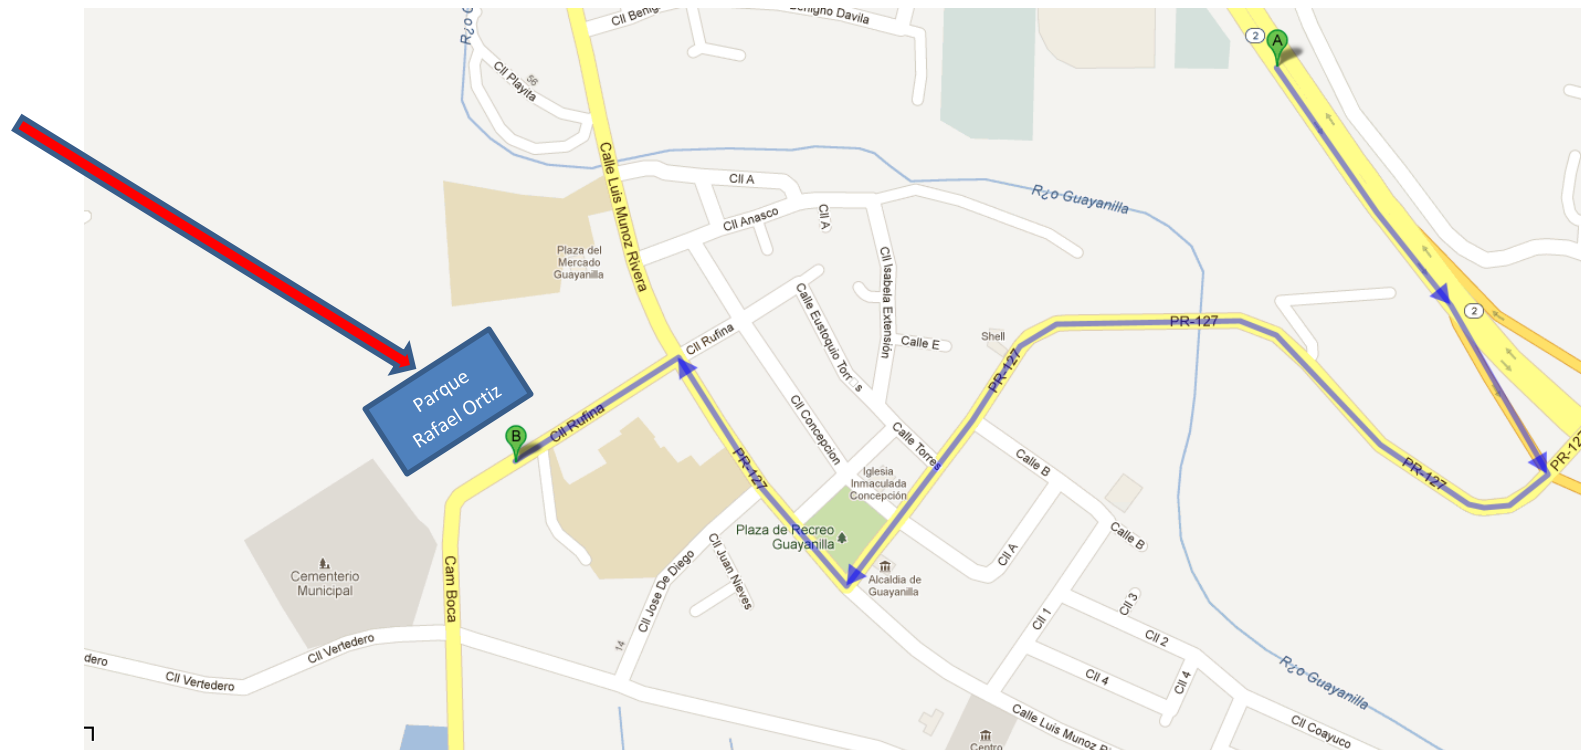 R¿o
Cll Benig
Benigno Davila
2
A
Cll Playita
56
Calle Luis Munoz Rivera
Cll A
Cll Anasco
Cll A
R¿o Guayanilla
Plaza del
Mercado
Guayanilla
Cll Isabela Extensión
Calle Eustoquio Torr s
Cll Rufina
Calle E
Shell
PR-127
PR-127
2
Parque
Rafael Ortiz
B
Cll Rufina
Cll Concepcion
Calle Torres
Calle B
PR-127
PR-127
PR-127
Iglesia
Inmaculada
Concepción
Plaza de Recreo
Guayanilla
Calle B
Cll A
Cementerio
Municipal
Cam Boca
Cll Jose De Diego
Cll Juan Nieves
Alcaldia de
Guayanilla
Cll 3
Cll 1
Cll 2
14
Cll Vertedero
dero
Cll Vertedero
Cll 4
Cll 4
R¿o Guayanilla
Calle Luis Munoz R
Cll Coayuco
Centro